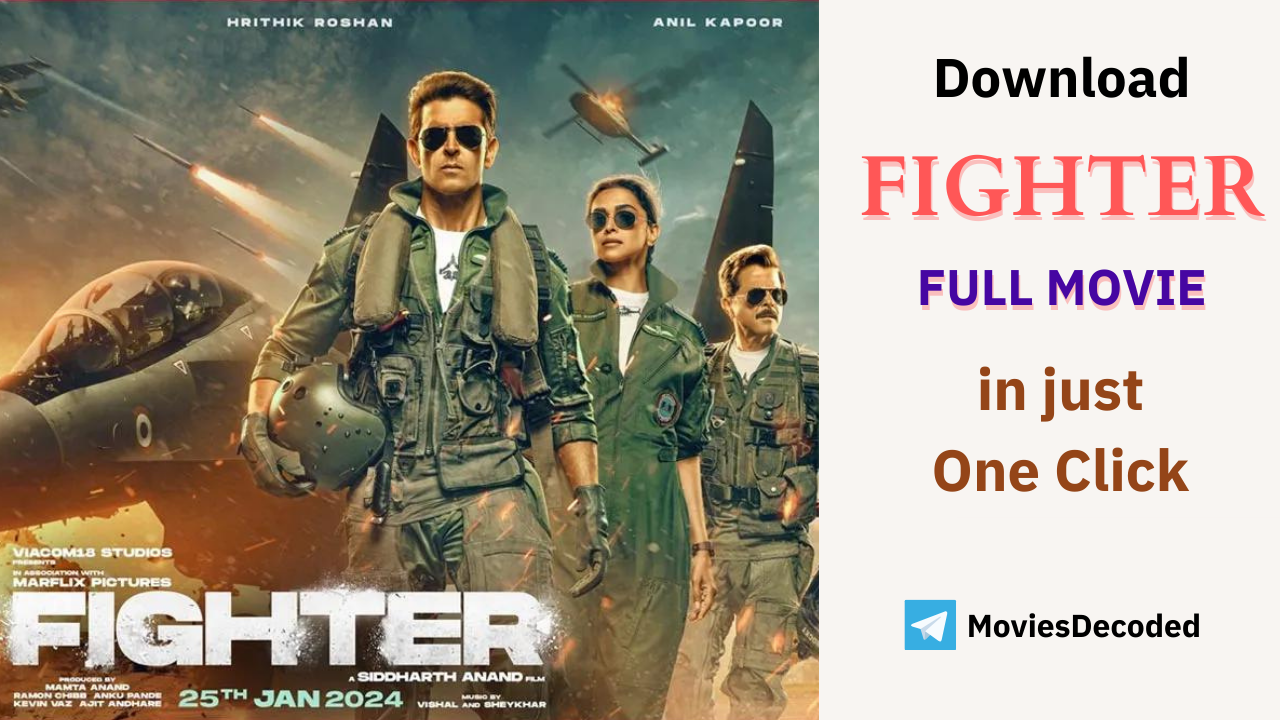 HRITHIK ROSHAN
ANIL KAPOOR
VIACOM18 STUDIOS
PRESENTS
IN ASSOCIATION WITH
MARFLIX PICTURES
FIGHTER
A SIDDHARTH ANAND FILM
PRODUCED BY
MAMTA ANAND
RAMON CHIBB ANKU PANDE
KEVIN VAZ AJIT ANDHARE
25TH JAN 2024
MUSIC BY
VISHAL AND SHEYKHAR
Download
FIGHTER
FULL MOVIE
in just
One Click
MoviesDecoded